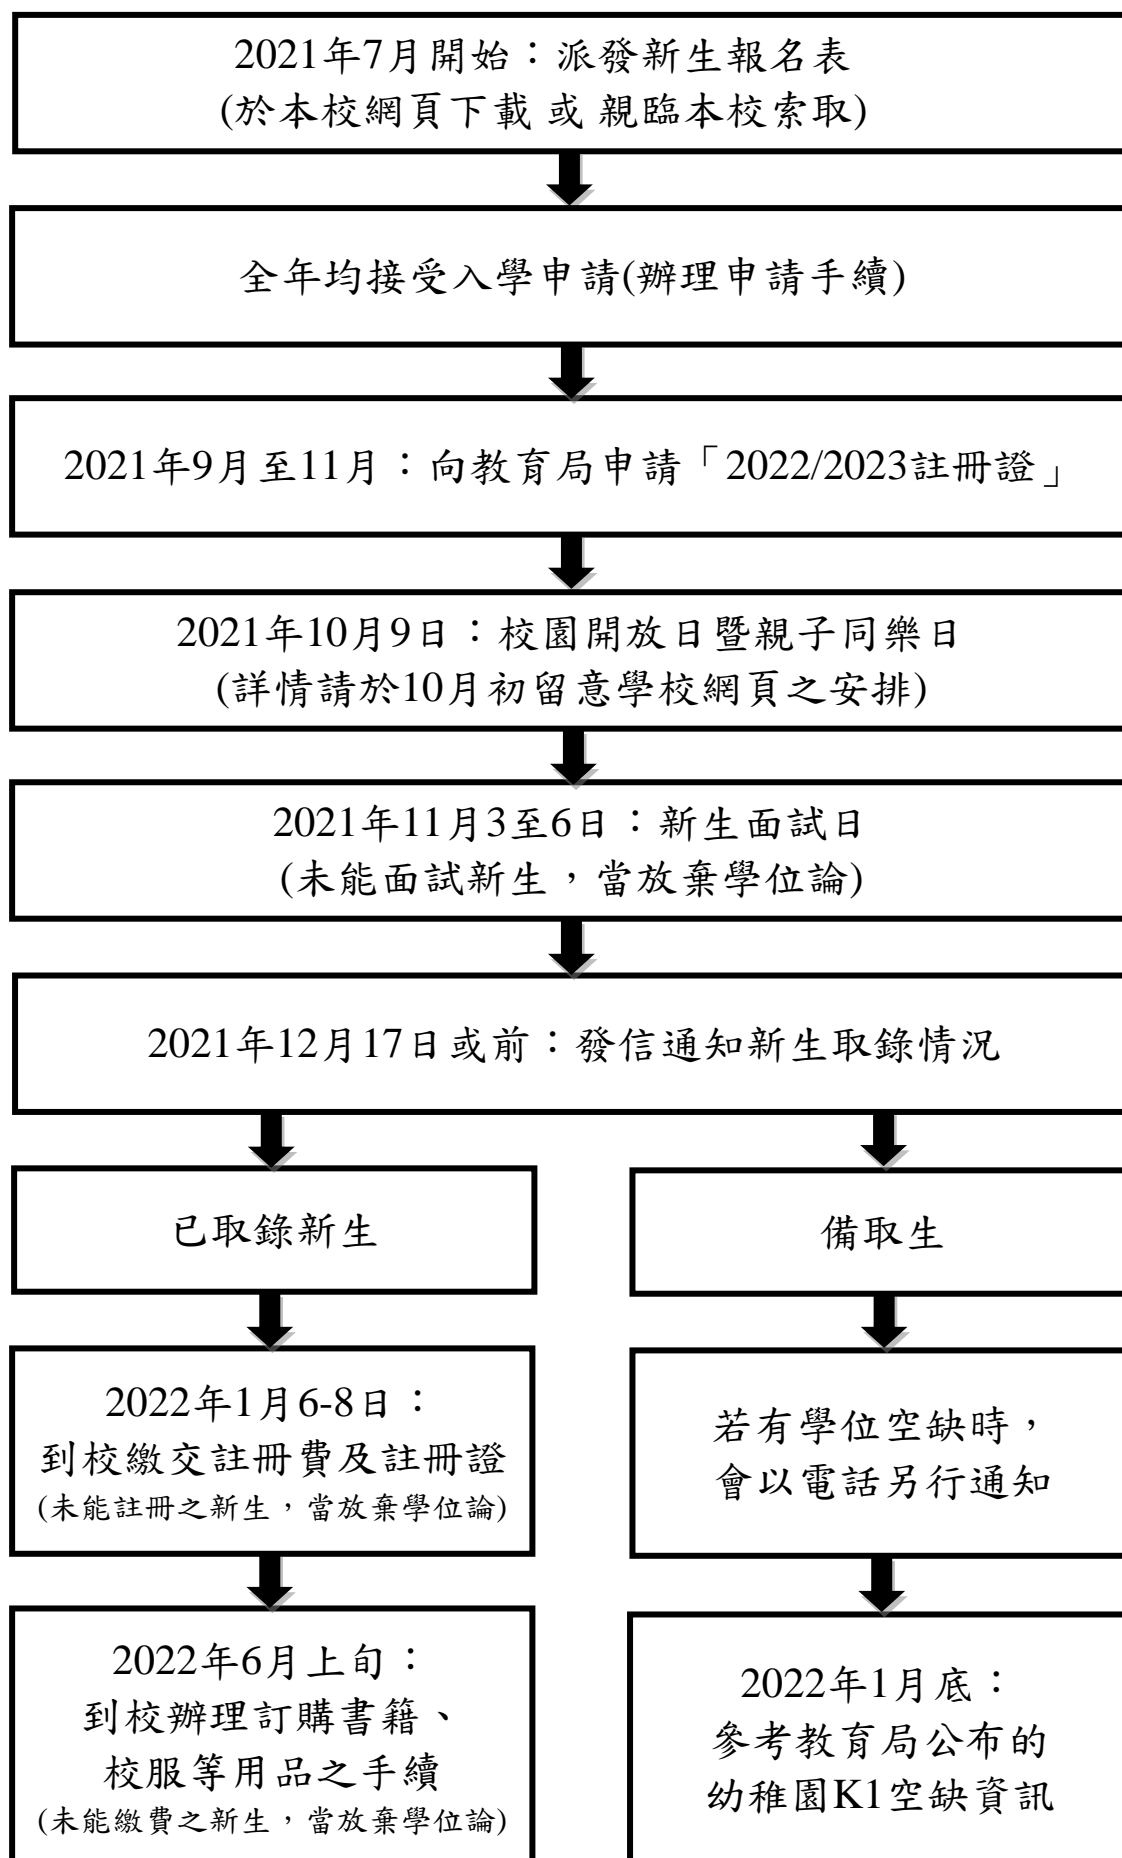 2021年7月開始：派發新生報名表
(於本校網頁下載 或 親臨本校索取)
全年均接受入學申請(辦理申請手續)
2021年9月至11月：向教育局申請「2022/2023註冊證」
2021年10月9日：校園開放日暨親子同樂日
(詳情請於10月初留意學校網頁之安排)
2021年11月3至6日：新生面試日
(未能面試新生，當放棄學位論)
2021年12月17日或前：發信通知新生取錄情況
已取錄新生
2022年1月6-8日：
到校繳交註冊費及註冊證
(未能註冊之新生，當放棄學位論)
2022年6月上旬：
到校辦理訂購書籍、
校服等用品之手續
(未能繳費之新生，當放棄學位論)
備取生
若有學位空缺時，
會以電話另行通知
2022年1月底：
參考教育局公布的
幼稚園K1空缺資訊